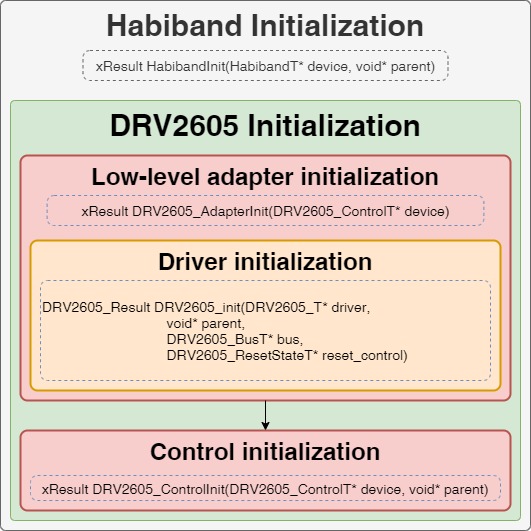 Habiband Initialization
xResult HabibandInit(HabibandT* device, void* parent)
DRV2605 Initialization
Low-level adapter initialization
xResult DRV2605_AdapterInit(DRV2605_ControlT* device)
Driver initialization
DRV2605_Result DRV2605_init(DRV2605_T* driver,
void* parent,
DRV2605_BusT* bus,
DRV2605_ResetStateT* reset_control)
Control initialization
xResult DRV2605_ControlInit(DRV2605_ControlT* device, void* parent)